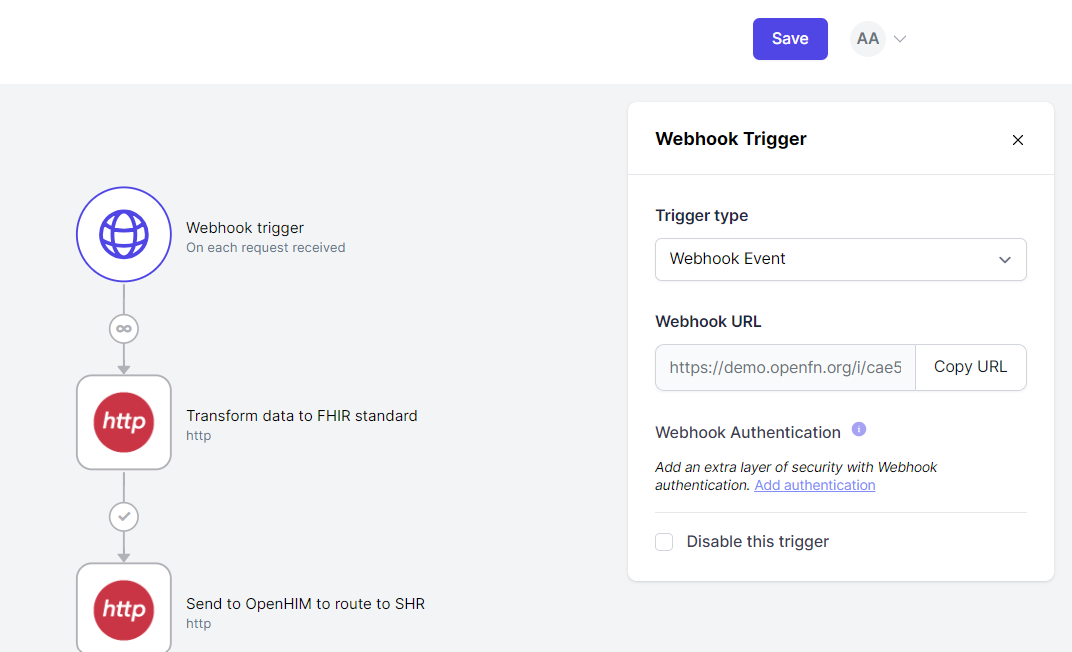 Save
AA
Webhook Trigger
Trigger type
Webhook Event
Webhook URL
https://demo.openfn.org/i/cae5
Copy URL
Webhook Authentication
i
Add an extra layer of security with Webhook
authentication. Add authentication
Disable this trigger
Webhook trigger
On each request received
http
Transform data to FHIR standard
http
http
Send to OpenHIM to route to SHR
http